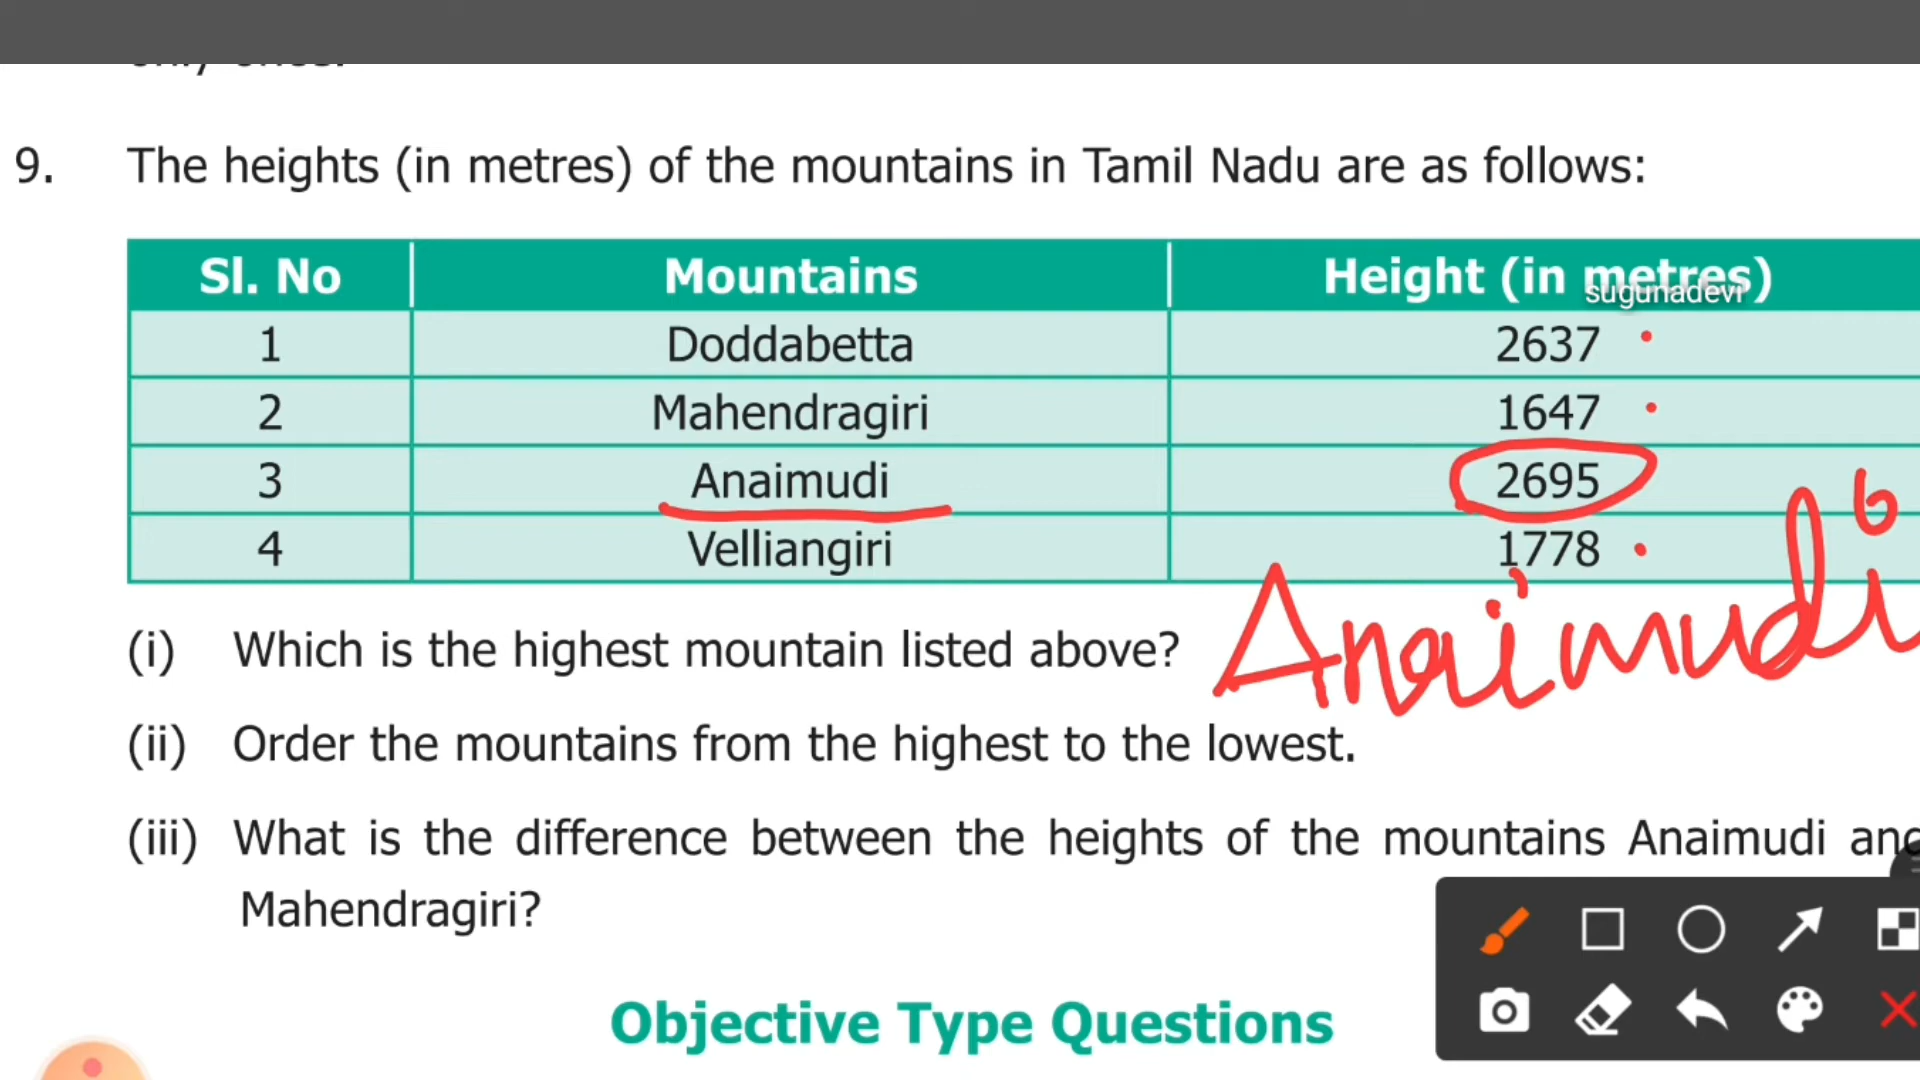 9. The heights (in metres) of the mountains in Tamil Nadu are as follows:
Sl. No Mountains Height (in metres)
sugunadevi
1 Doddabetta 2637
2 Mahendragiri 1647
3 Anaimudi 2695
4 Velliangiri 1778
(i) Which is the highest mountain listed above? Anaimudi
(ii) Order the mountains from the highest to the lowest.
(iii) What is the difference between the heights of the mountains Anaimudi and
Mahendragiri?
Objective Type Questions